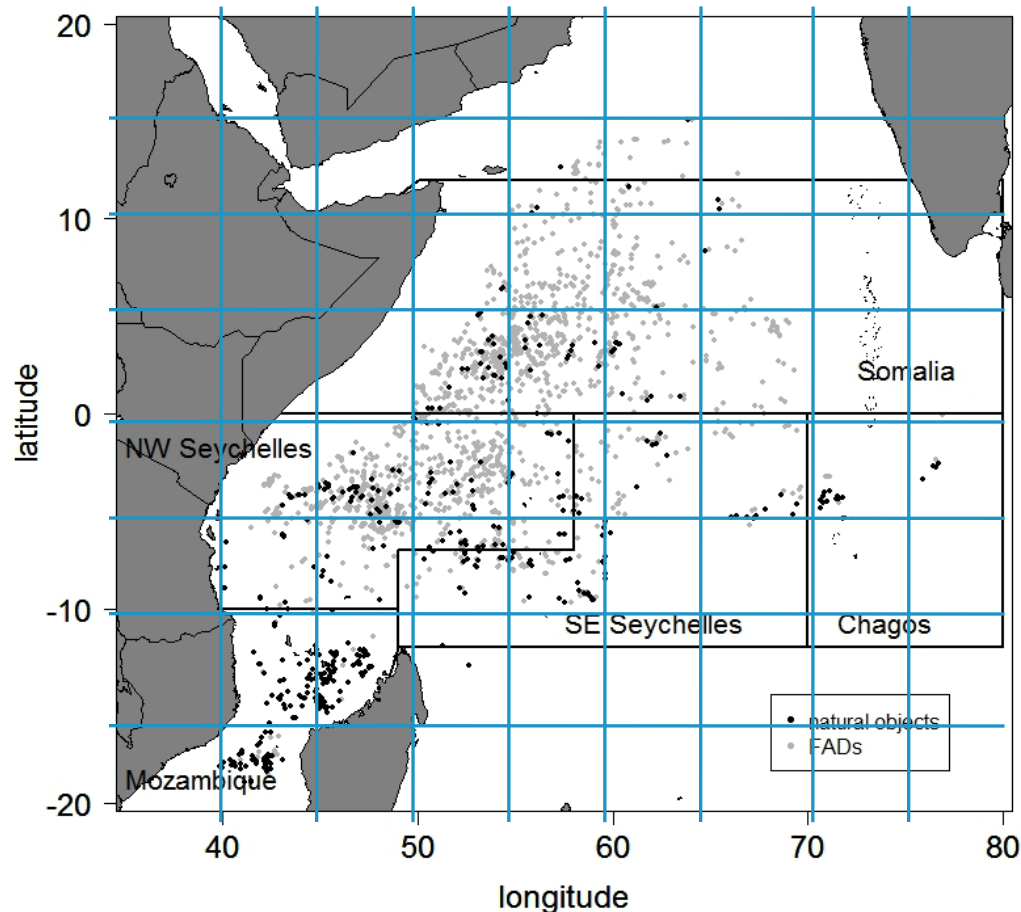 20
10
0
-10
-20
latitude
Somalia
NW Seychelles
SE Seychelles
Chagos
natural objects
FADs
Mozambique
40
50
60
70
80
longitude